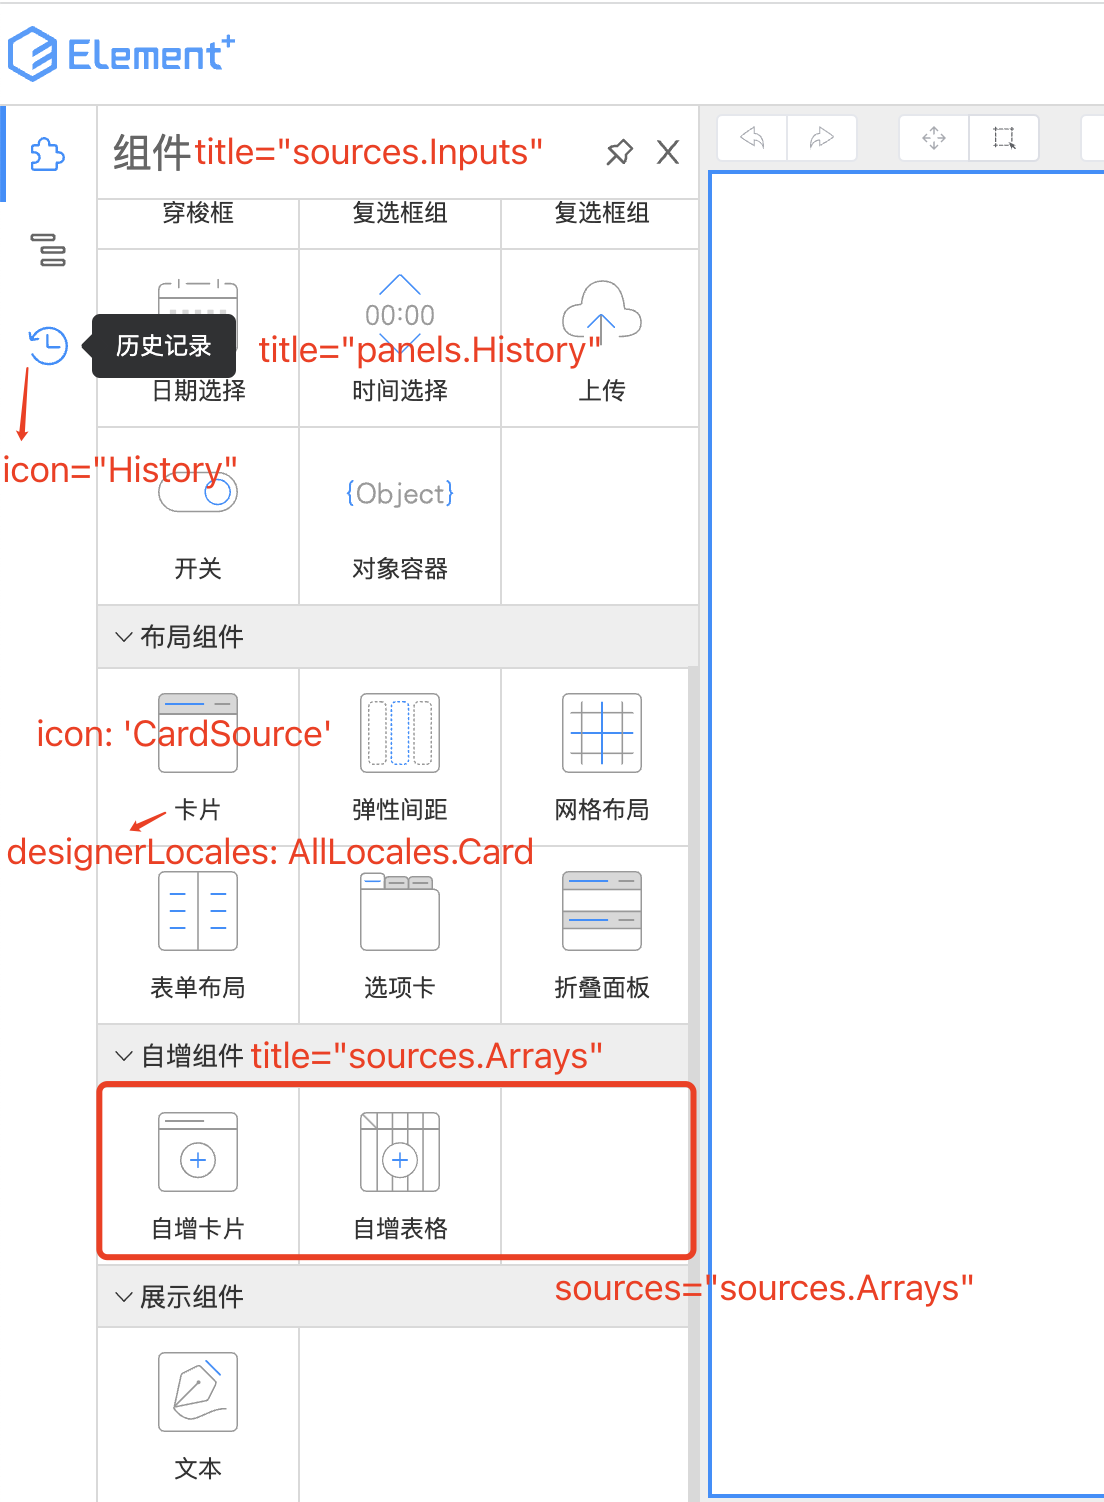 Element+
组件 title="sources.Inputs"
穿梭框 复选框组 复选框组
00:00
历史记录 title="panels.History"
日期选择 时间选择 上传
icon="History"
{Object}
开关 对象容器
布局组件
icon: 'CardSource'
卡片 弹性间距 网格布局
designerLocales: AllLocales.Card
表单布局 选项卡 折叠面板
自增组件 title="sources.Arrays"
自增卡片 自增表格
sources="sources.Arrays"
展示组件
文本